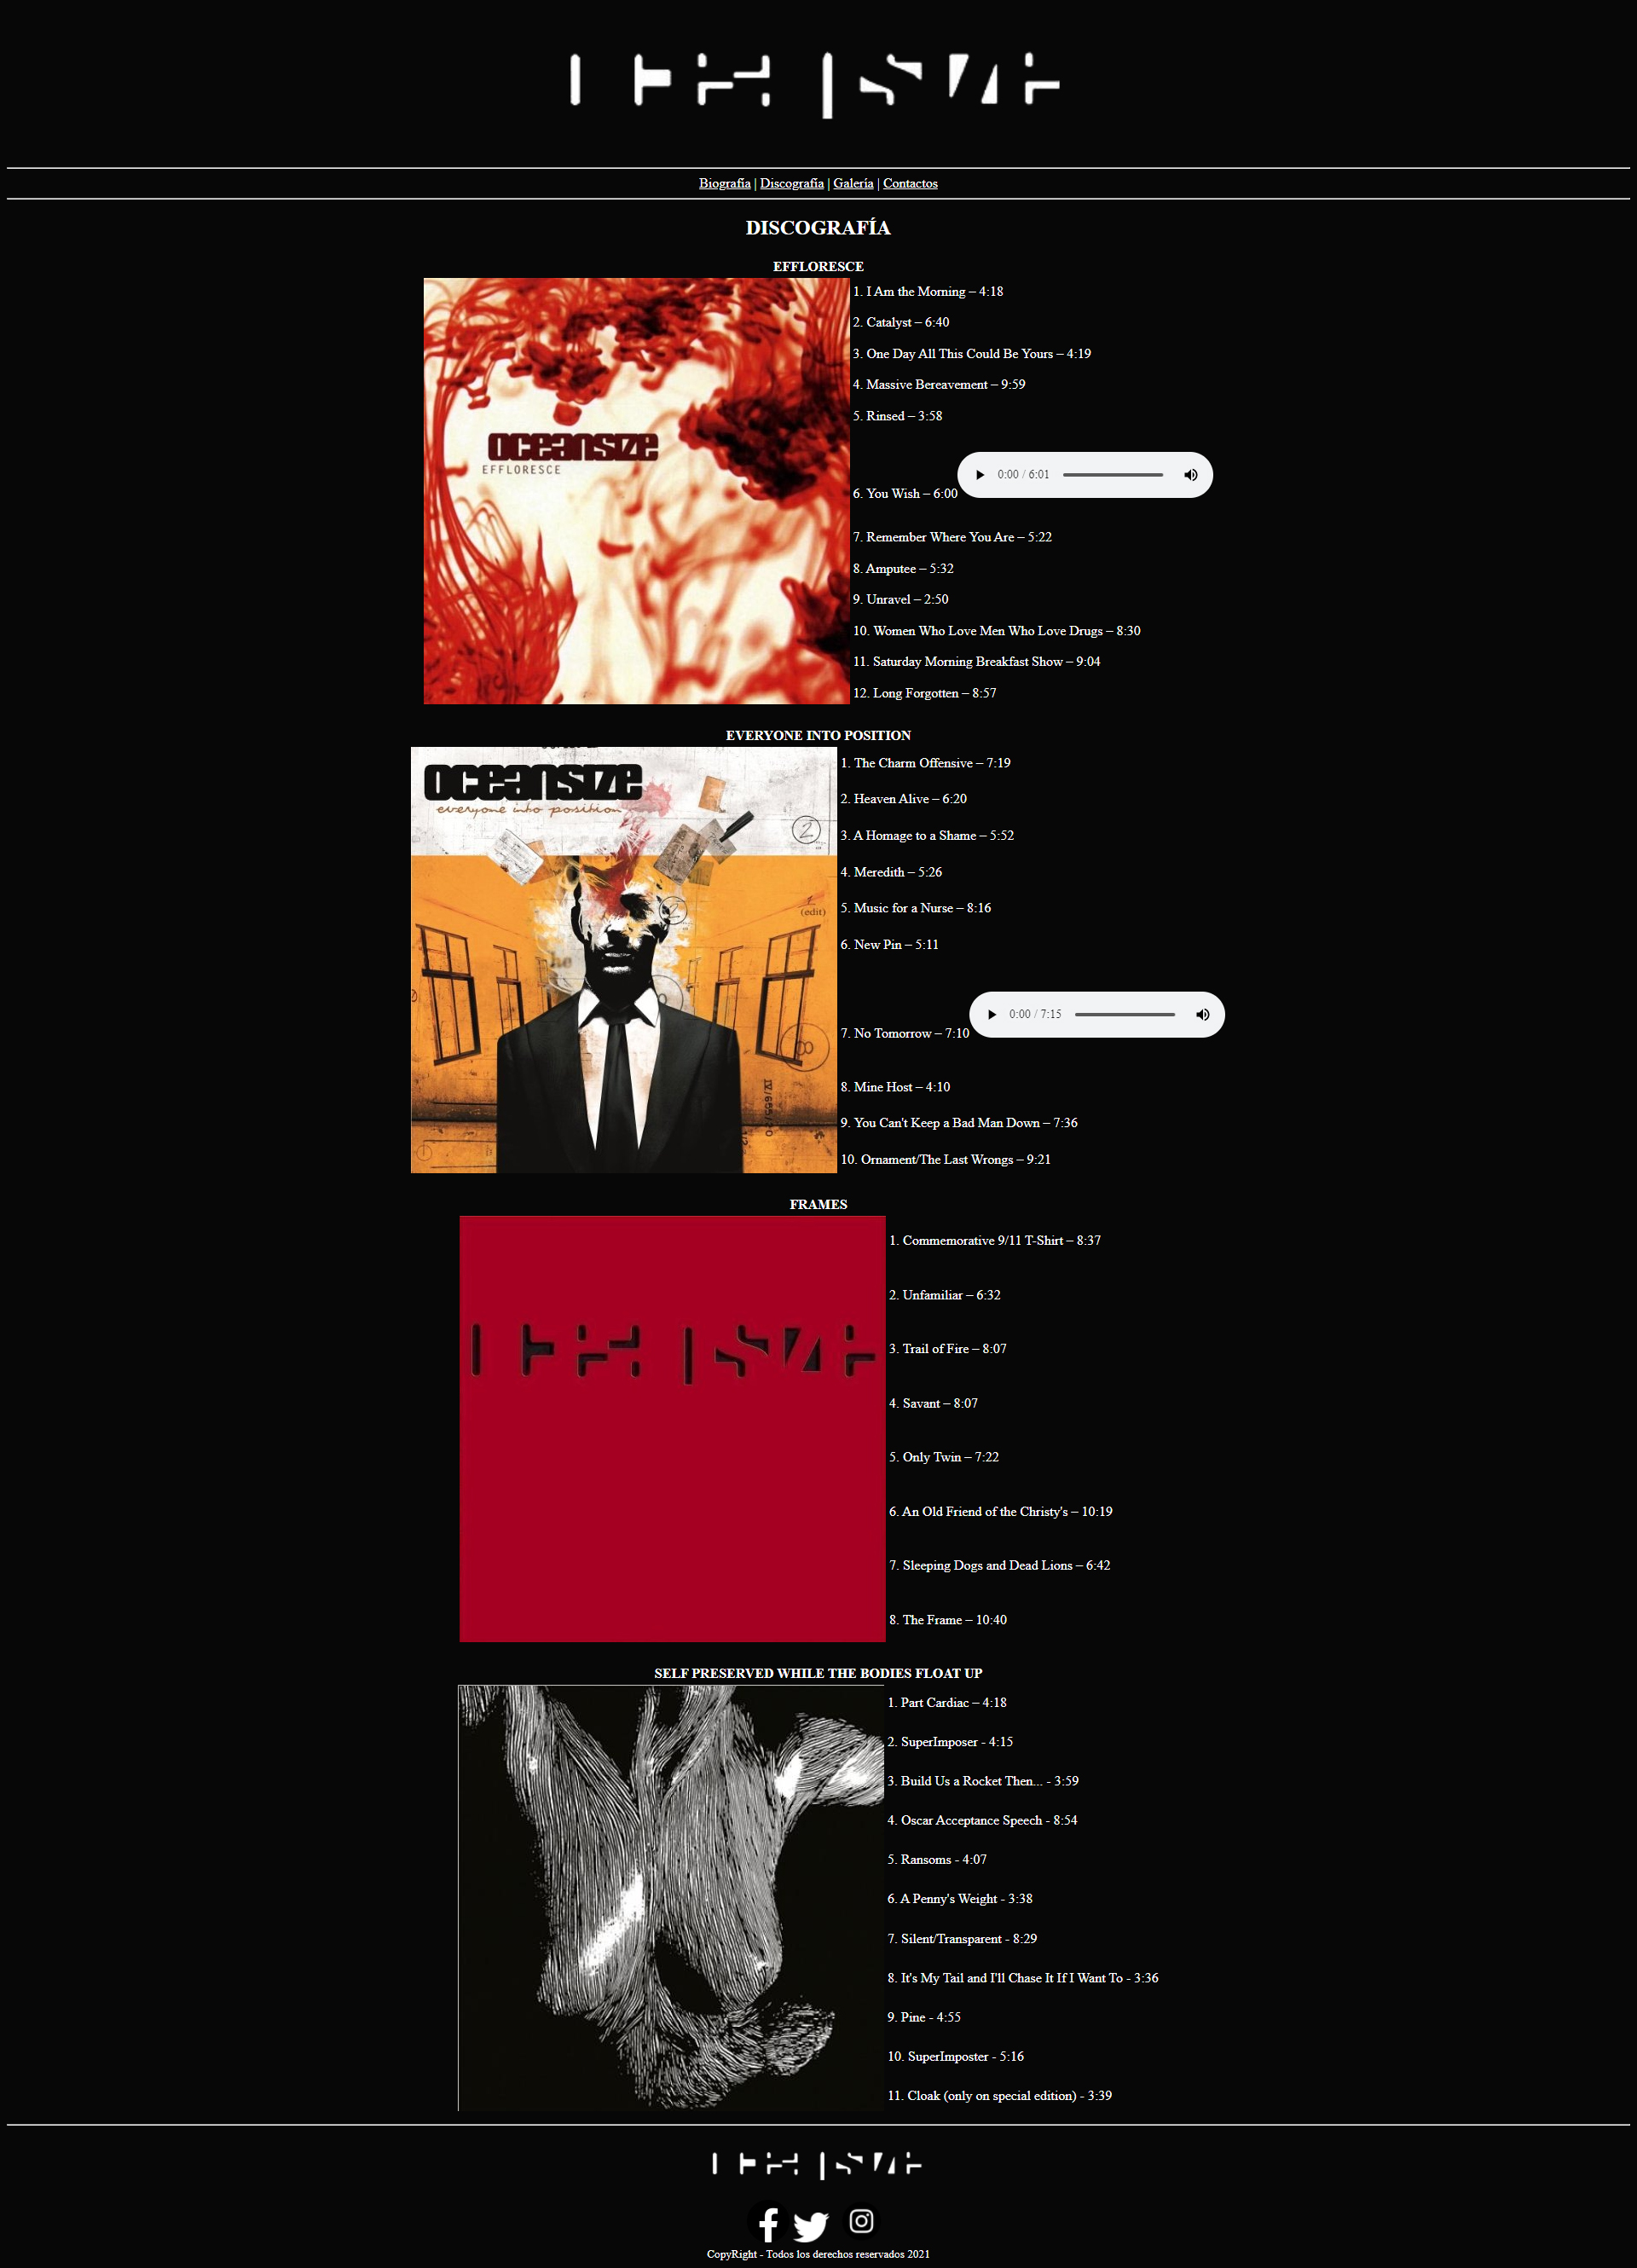 Biografía | Discografía | Galería | Contactos
DISCOGRAFÍA
EFFLORESCE
oceansize
EFFLORESCE
1. I Am the Morning – 4:18
2. Catalyst – 6:40
3. One Day All This Could Be Yours – 4:19
4. Massive Bereavement – 9:59
5. Rinsed – 3:58
6. You Wish – 6:00
0:00 / 6:01
7. Remember Where You Are – 5:22
8. Amputee – 5:32
9. Unravel – 2:50
10. Women Who Love Men Who Love Drugs – 8:30
11. Saturday Morning Breakfast Show – 9:04
12. Long Forgotten – 8:57
EVERYONE INTO POSITION
oceansize
everyone into position
2
2
(edit)
he
8
1. The Charm Offensive – 7:19
2. Heaven Alive – 6:20
3. A Homage to a Shame – 5:52
4. Meredith – 5:26
5. Music for a Nurse – 8:16
6. New Pin – 5:11
7. No Tomorrow – 7:10
0:00 / 7:15
8. Mine Host – 4:10
9. You Can't Keep a Bad Man Down – 7:36
10. Ornament/The Last Wrongs – 9:21
FRAMES
1. Commemorative 9/11 T-Shirt – 8:37
2. Unfamiliar – 6:32
3. Trail of Fire – 8:07
4. Savant – 8:07
5. Only Twin – 7:22
6. An Old Friend of the Christy's – 10:19
7. Sleeping Dogs and Dead Lions – 6:42
8. The Frame – 10:40
SELF PRESERVED WHILE THE BODIES FLOAT UP
1. Part Cardiac – 4:18
2. SuperImposer - 4:15
3. Build Us a Rocket Then... - 3:59
4. Oscar Acceptance Speech - 8:54
5. Ransoms - 4:07
6. A Penny's Weight - 3:38
7. Silent/Transparent - 8:29
8. It's My Tail and I'll Chase It If I Want To - 3:36
9. Pine - 4:55
10. SuperImposter - 5:16
11. Cloak (only on special edition) - 3:39
CopyRight - Todos los derechos reservados 2021